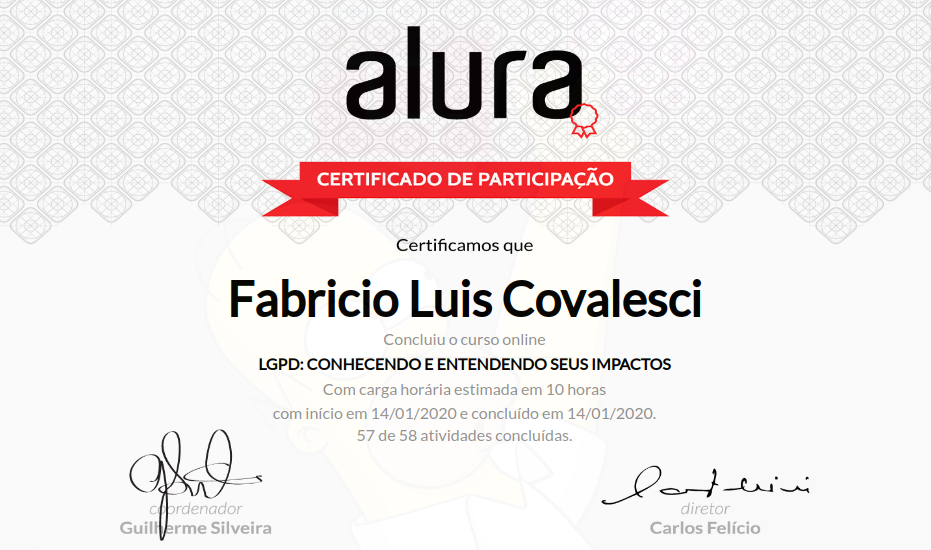 alura
CERTIFICADO DE PARTICIPAÇÃO
Certificamos que
Fabricio Luis Covalesci
Concluiu o curso online
LGPD: CONHECENDO E ENTENDENDO SEUS IMPACTOS
Com carga horária estimada em 10 horas
com início em 14/01/2020 e concluído em 14/01/2020.
57 de 58 atividades concluídas.
coordenador
Guilherme Silveira
diretor
Carlos Felício